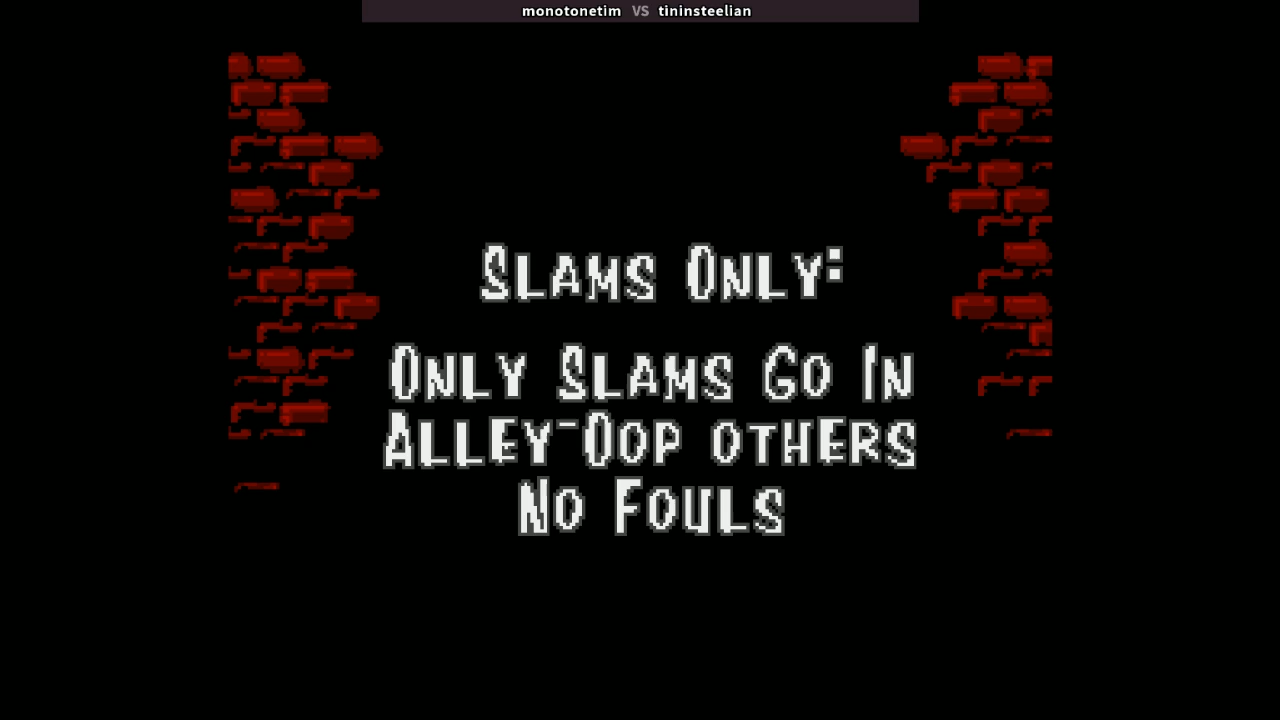 monotonetim VS tininsteelian
Slams Only:
Only Slams Go In
Alley-Oop others
No Fouls